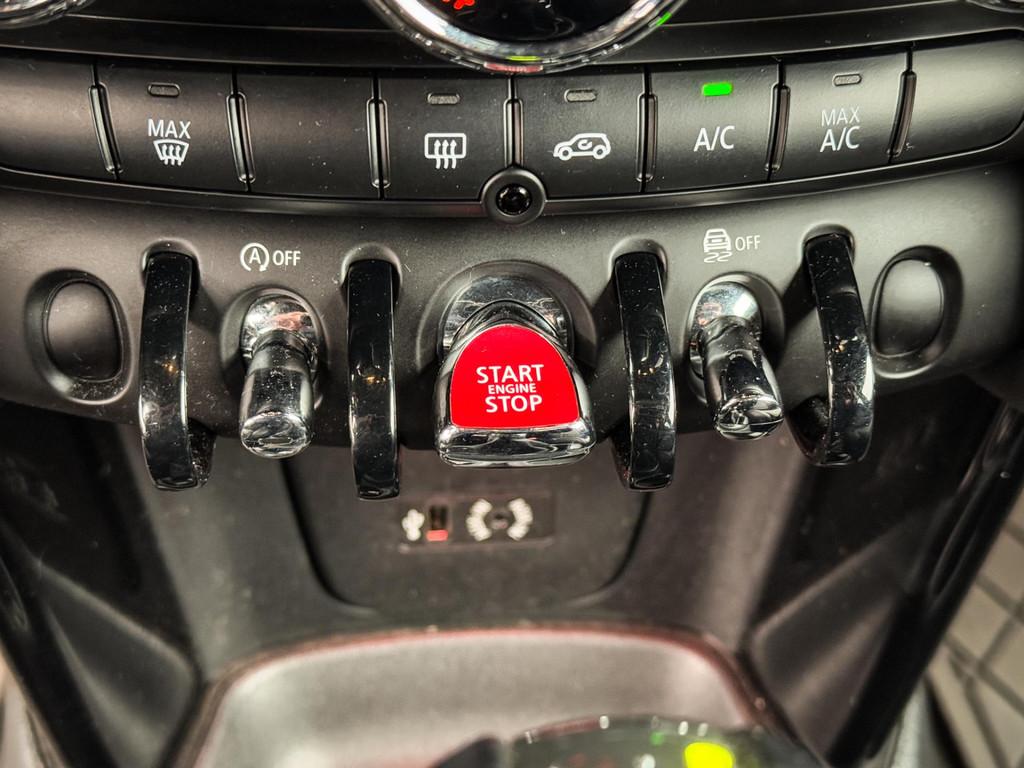 MAX
A/C
MAX
A/C
A OFF
OFF
START
ENGINE
STOP